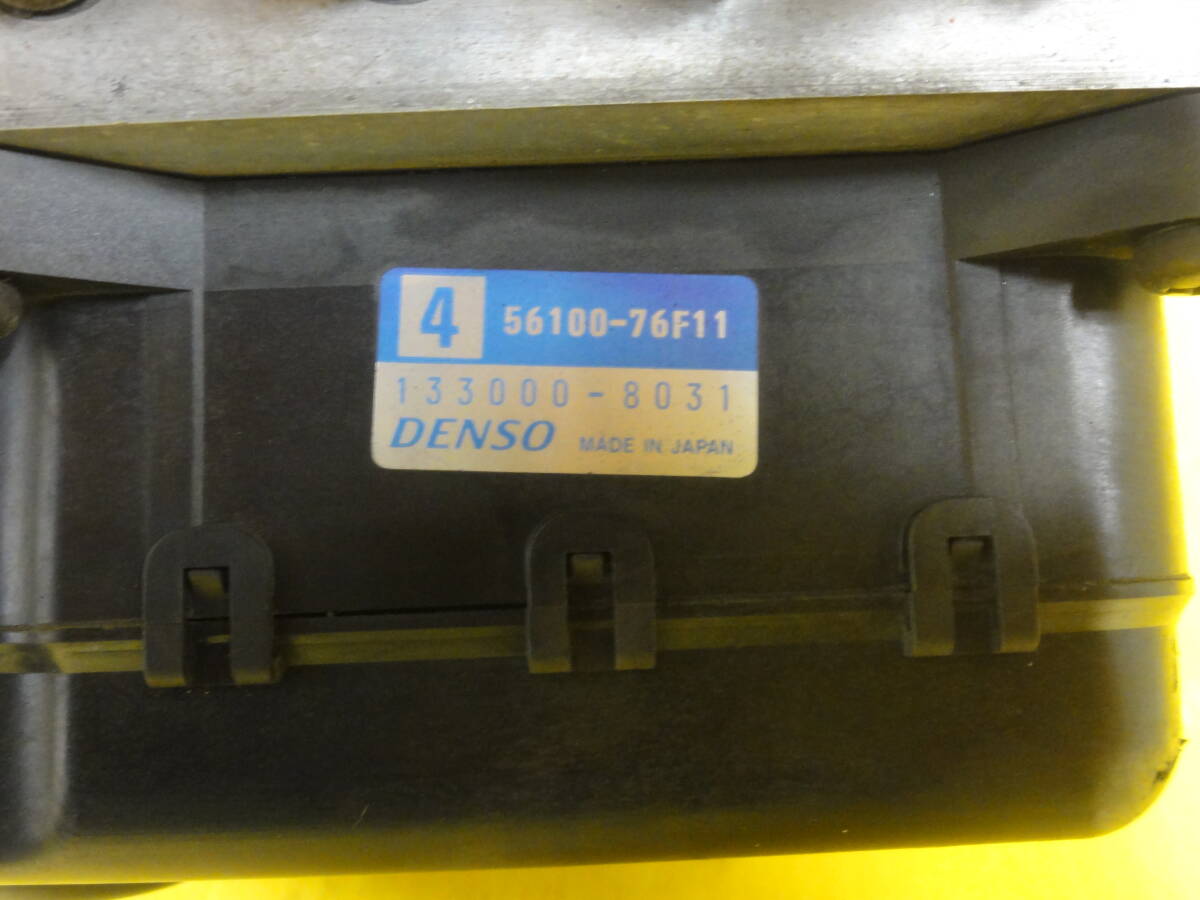 4 56100-76F11
133000-8031
DENSO MADE IN JAPAN